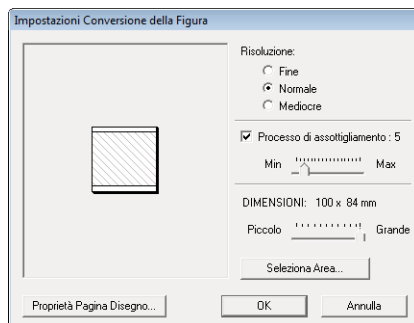 Impostazioni Conversione della Figura
Risoluzione:
Fine
Normale
Mediocre
Processo di assottigliamento : 5
Min
Max
DIMENSIONI: 100 x 84 mm
Piccolo
Grande
Seleziona Area...
Proprietà Pagina Disegno...
OK
Annulla